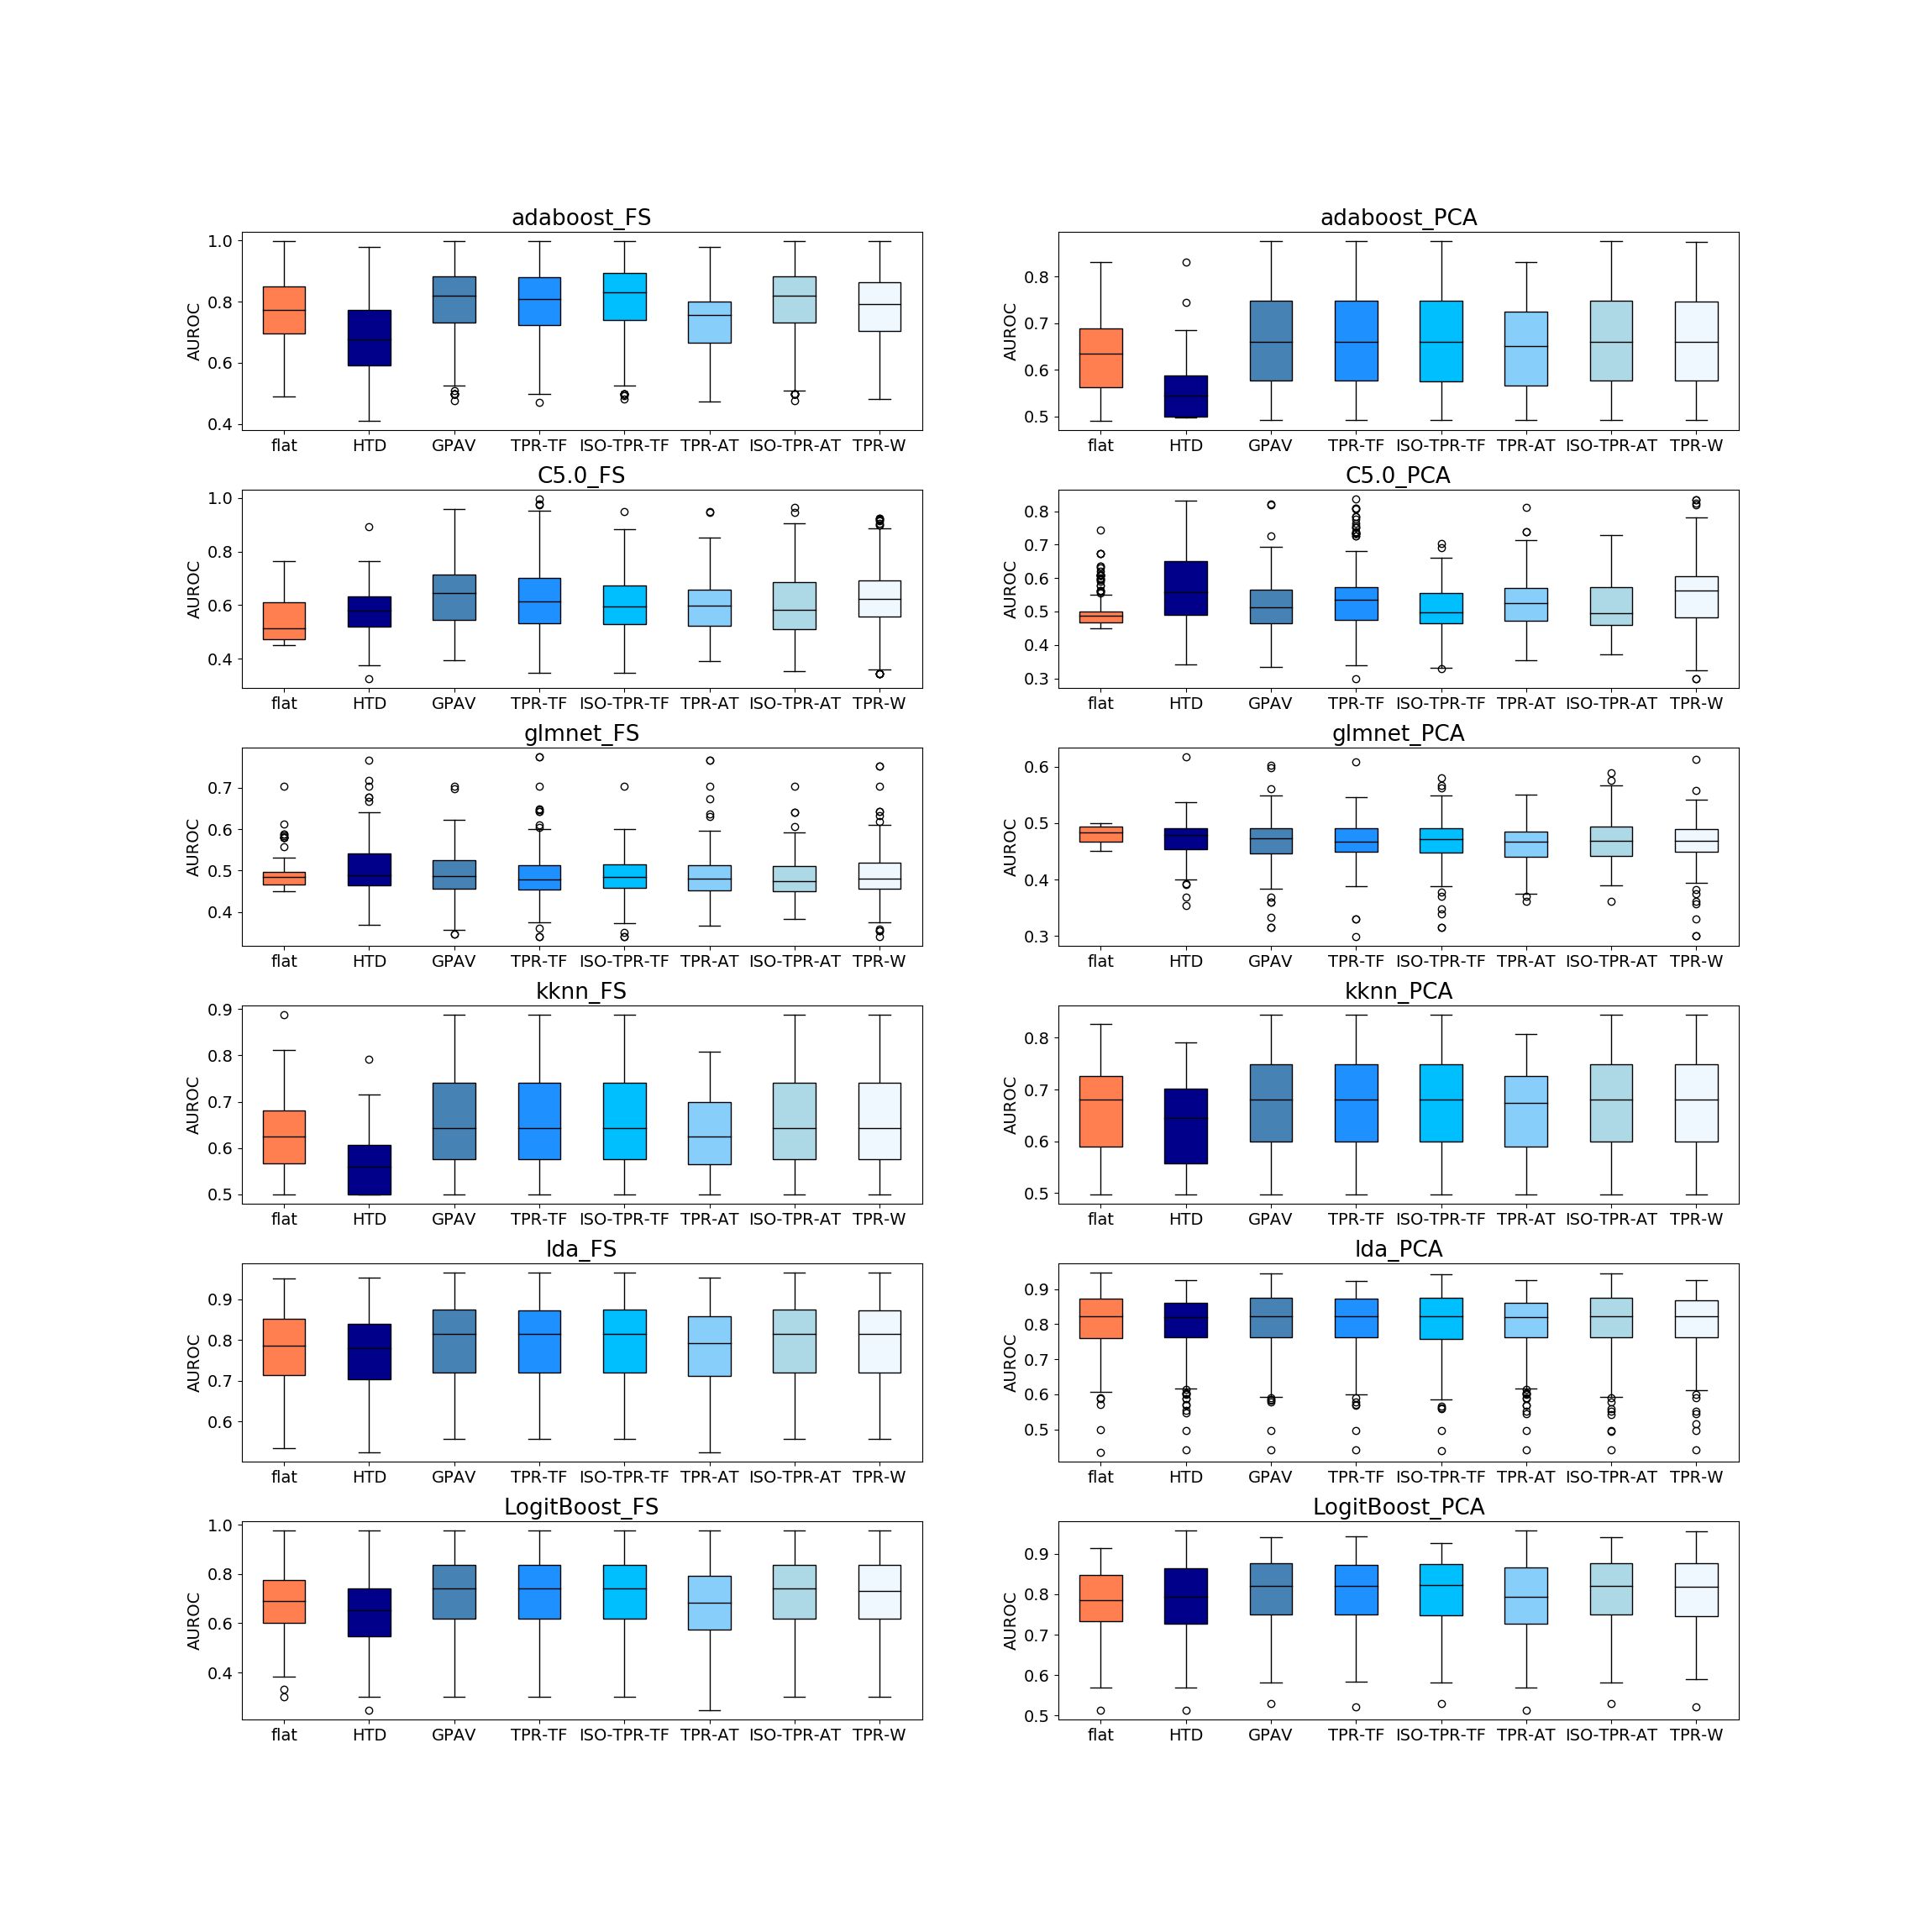 adaboost_FS
AUROC
1.0
0.8
0.6
0.4
flat HTD GPAV TPR-TF ISO-TPR-TF TPR-AT ISO-TPR-AT TPR-W
adaboost_PCA
AUROC
0.8
0.7
0.6
0.5
flat HTD GPAV TPR-TF ISO-TPR-TF TPR-AT ISO-TPR-AT TPR-W
C5.0_FS
AUROC
1.0
0.8
0.6
0.4
flat HTD GPAV TPR-TF ISO-TPR-TF TPR-AT ISO-TPR-AT TPR-W
C5.0_PCA
AUROC
0.8
0.7
0.6
0.5
0.4
0.3
flat HTD GPAV TPR-TF ISO-TPR-TF TPR-AT ISO-TPR-AT TPR-W
glmnet_FS
AUROC
0.7
0.6
0.5
0.4
flat HTD GPAV TPR-TF ISO-TPR-TF TPR-AT ISO-TPR-AT TPR-W
glmnet_PCA
AUROC
0.6
0.5
0.4
0.3
flat HTD GPAV TPR-TF ISO-TPR-TF TPR-AT ISO-TPR-AT TPR-W
kknn_FS
AUROC
0.9
0.8
0.7
0.6
0.5
flat HTD GPAV TPR-TF ISO-TPR-TF TPR-AT ISO-TPR-AT TPR-W
kknn_PCA
AUROC
0.8
0.7
0.6
0.5
flat HTD GPAV TPR-TF ISO-TPR-TF TPR-AT ISO-TPR-AT TPR-W
lda_FS
AUROC
0.9
0.8
0.7
0.6
flat HTD GPAV TPR-TF ISO-TPR-TF TPR-AT ISO-TPR-AT TPR-W
lda_PCA
AUROC
0.9
0.8
0.7
0.6
0.5
flat HTD GPAV TPR-TF ISO-TPR-TF TPR-AT ISO-TPR-AT TPR-W
LogitBoost_FS
AUROC
1.0
0.8
0.6
0.4
flat HTD GPAV TPR-TF ISO-TPR-TF TPR-AT ISO-TPR-AT TPR-W
LogitBoost_PCA
AUROC
0.9
0.8
0.7
0.6
0.5
flat HTD GPAV TPR-TF ISO-TPR-TF TPR-AT ISO-TPR-AT TPR-W